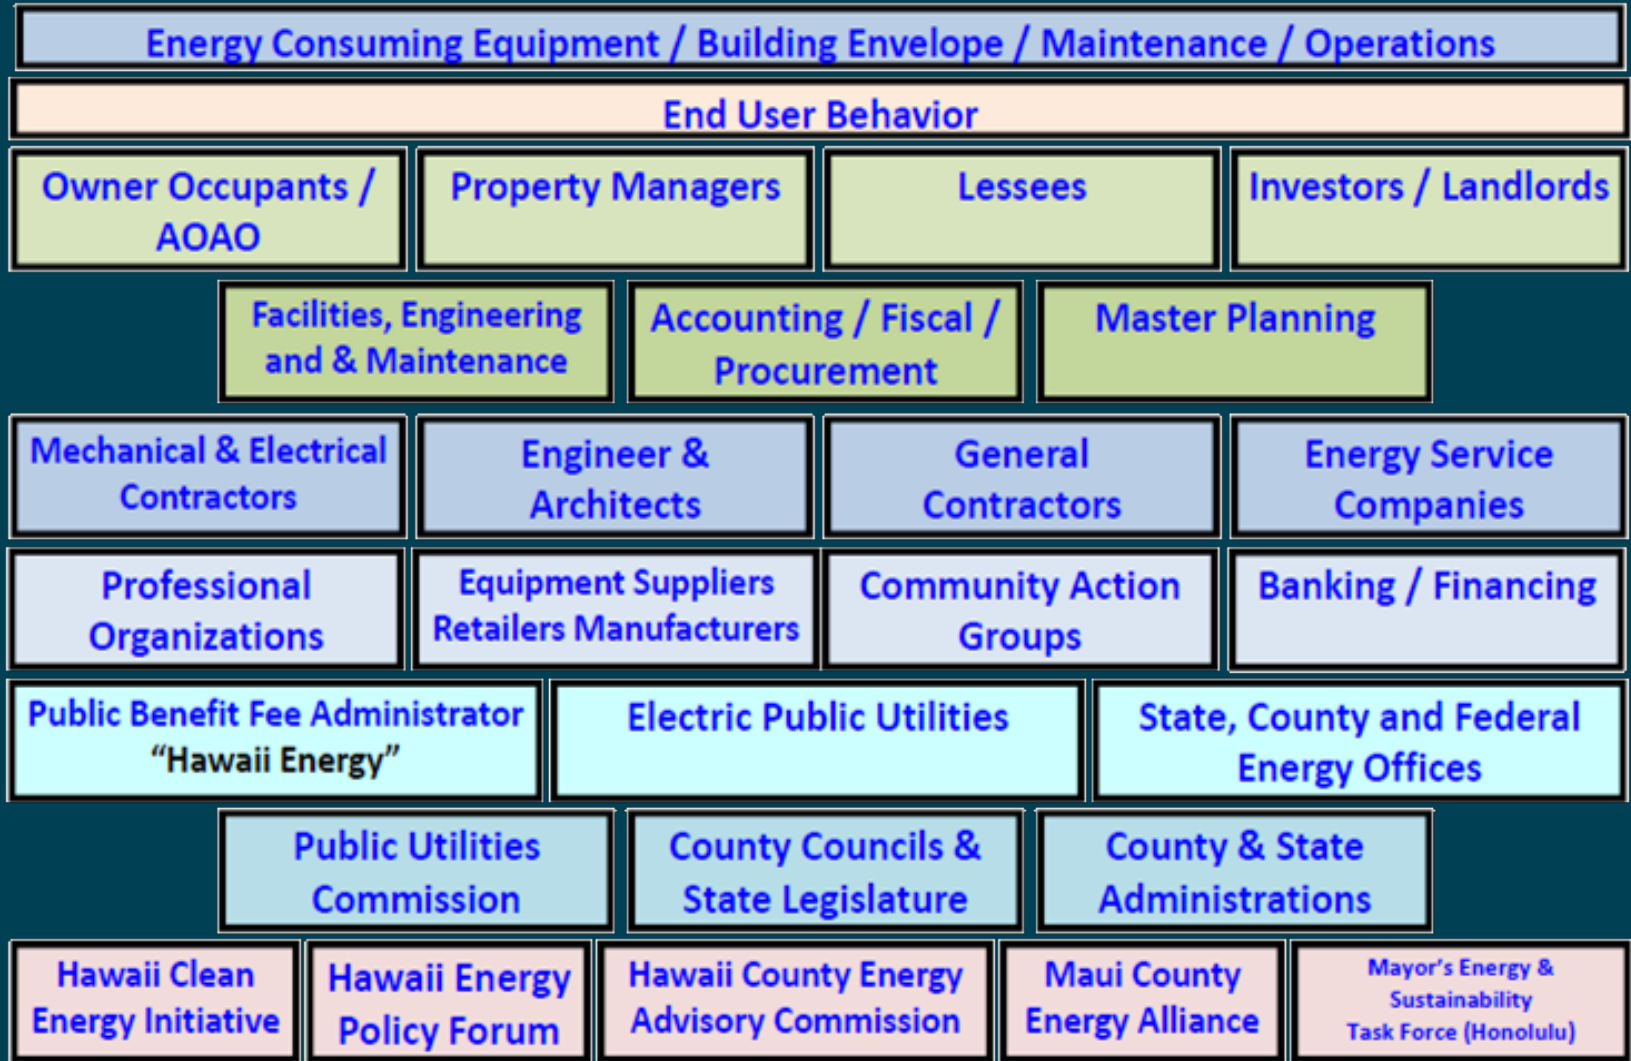 Energy Consuming Equipment / Building Envelope / Maintenance / Operations
End User Behavior
Owner Occupants /
AOAO
Property Managers
Lessees
Investors / Landlords
Facilities, Engineering
and & Maintenance
Accounting / Fiscal /
Procurement
Master Planning
Mechanical & Electrical
Contractors
Engineer &
Architects
General
Contractors
Energy Service
Companies
Professional
Organizations
Equipment Suppliers
Retailers Manufacturers
Community Action
Groups
Banking / Financing
Public Benefit Fee Administrator
“Hawaii Energy”
Electric Public Utilities
State, County and Federal
Energy Offices
Public Utilities
Commission
County Councils &
State Legislature
County & State
Administrations
Hawaii Clean
Energy Initiative
Hawaii Energy
Policy Forum
Hawaii County Energy
Advisory Commission
Maui County
Energy Alliance
Mayor’s Energy &
Sustainability
Task Force (Honolulu)